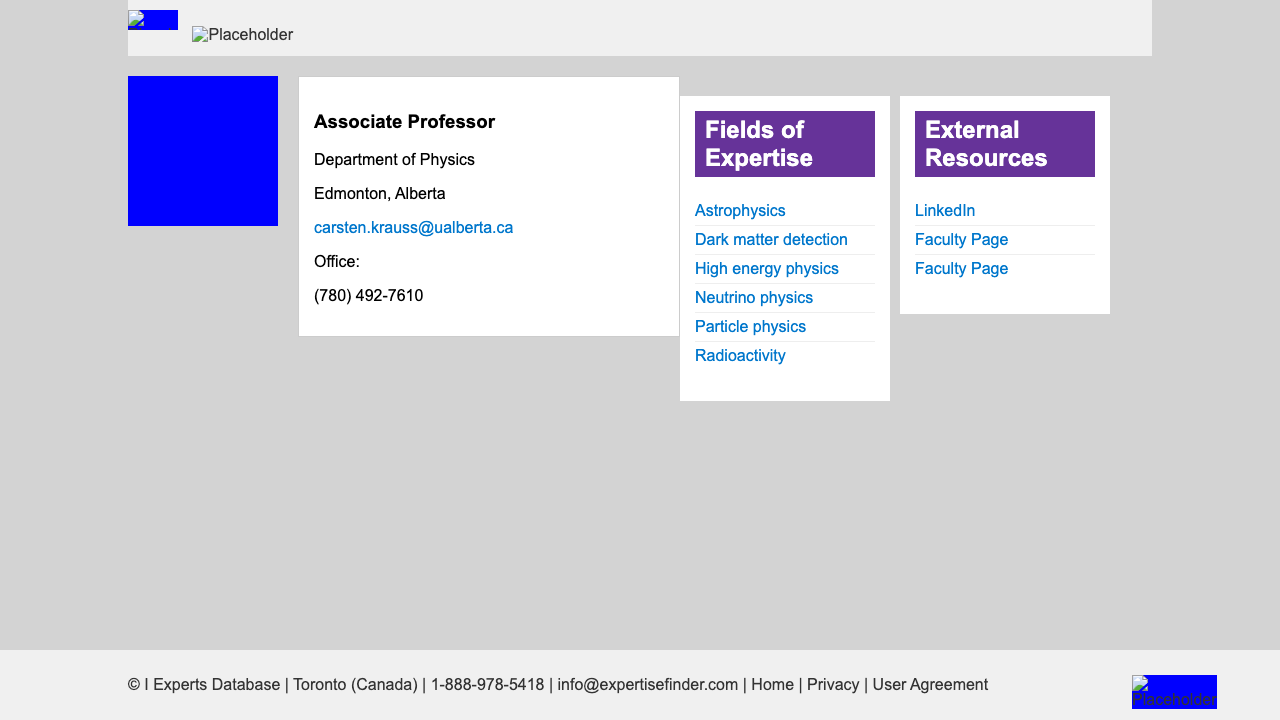 Placeholder
Associate Professor
Department of Physics
Edmonton, Alberta
carsten.krauss@ualberta.ca
Office:
(780) 492-7610
Fields of
Expertise
Astrophysics
Dark matter detection
High energy physics
Neutrino physics
Particle physics
Radioactivity
External
Resources
LinkedIn
Faculty Page
Faculty Page
© I Experts Database | Toronto (Canada) | 1-888-978-5418 | info@expertisefinder.com | Home | Privacy | User Agreement
Placeholder